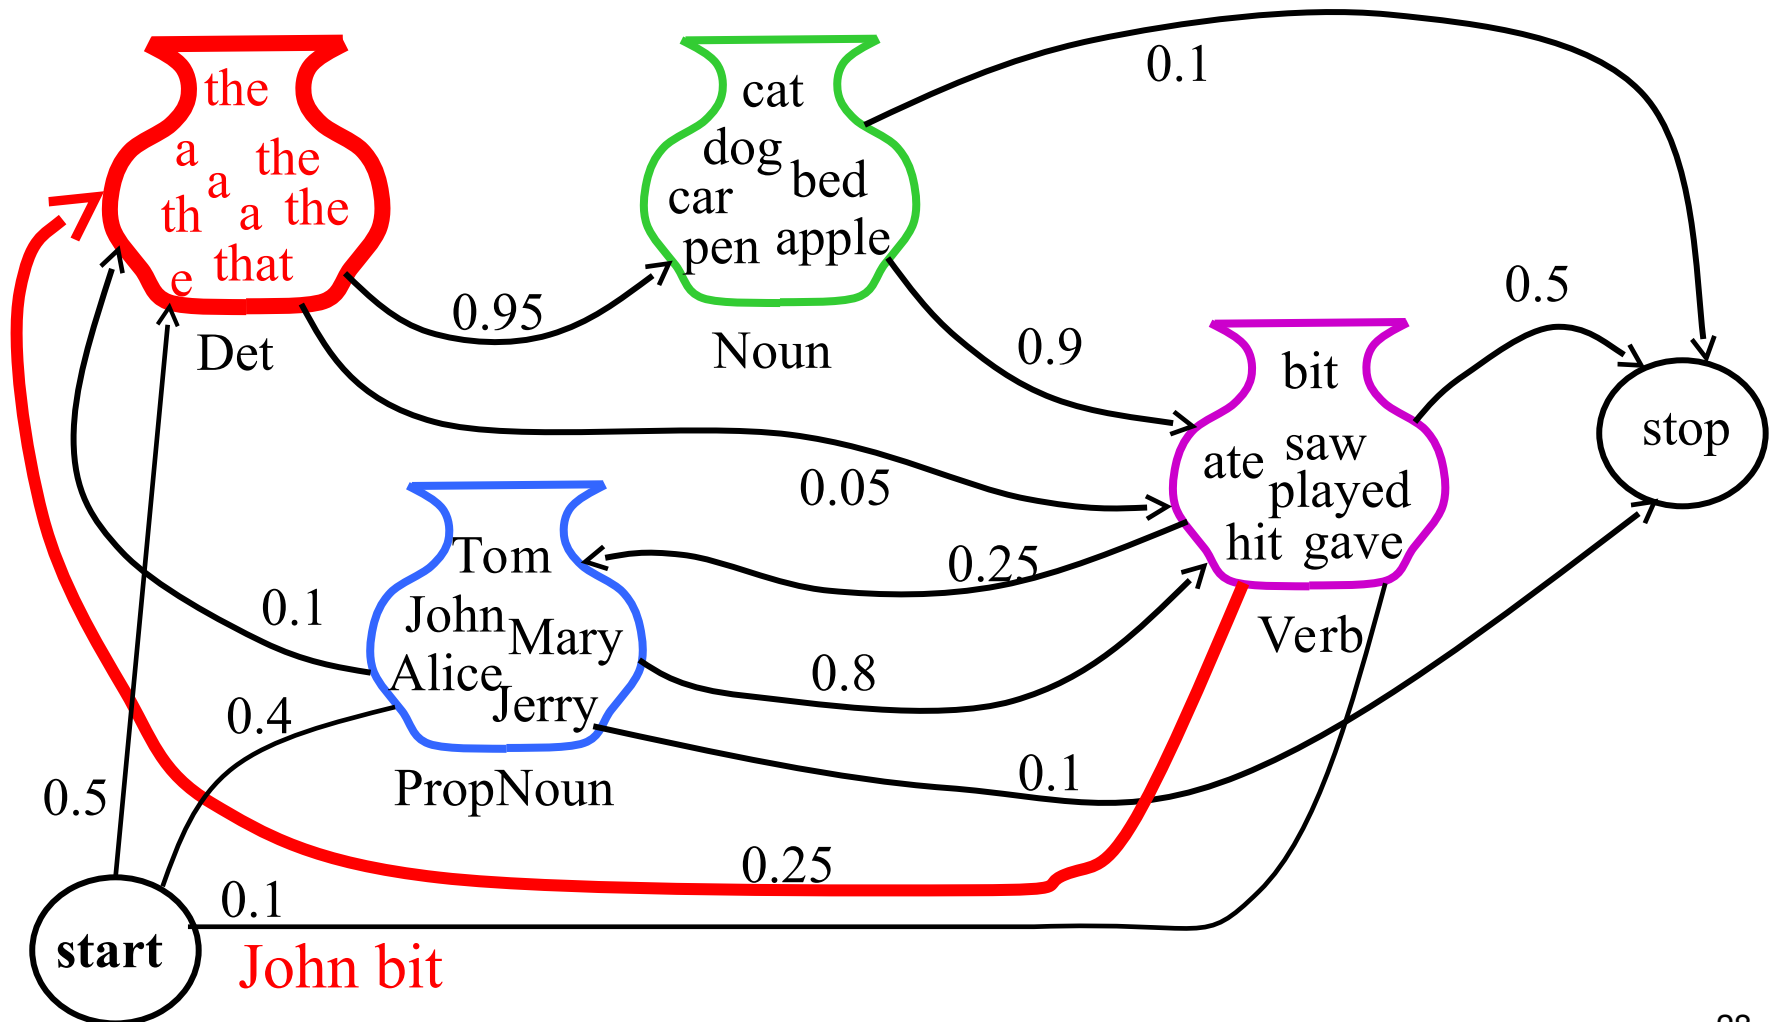 the
a
the
a
th
a
the
e
that
Det
cat
dog
bed
car
pen
apple
Noun
bit
saw
ate
played
hit
gave
Verb
Tom
John
Mary
Alice
Jerry
PropNoun
start
stop
0.1
0.95
0.9
0.5
0.05
0.25
0.1
0.8
0.4
0.1
0.5
0.25
0.1
John bit